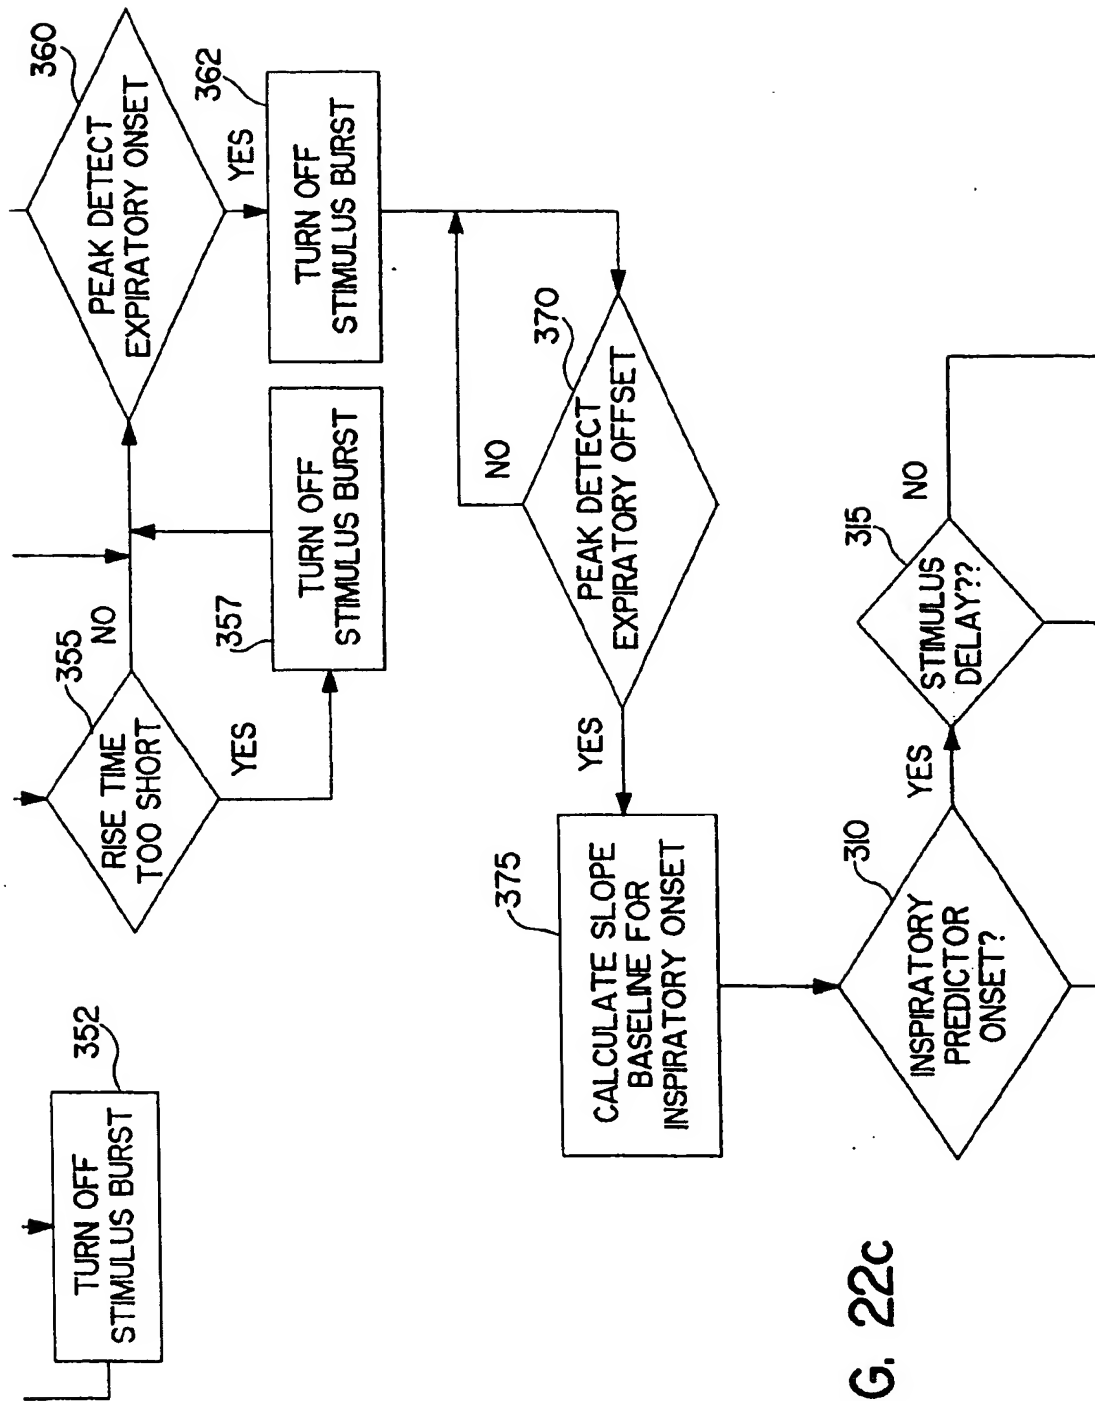 352
TURN OFF
STIMULUS BURST
355
RISE TIME
TOO SHORT
NO
YES
357
TURN OFF
STIMULUS BURST
360
PEAK DETECT
EXPIRATORY ONSET
YES
362
TURN OFF
STIMULUS BURST
370
PEAK DETECT
EXPIRATORY OFFSET
NO
YES
375
CALCULATE SLOPE
BASELINE FOR
INSPIRATORY ONSET
310
INSPIRATORY
PREDICTOR
ONSET?
YES
315
STIMULUS
DELAY??
NO
G. 22c